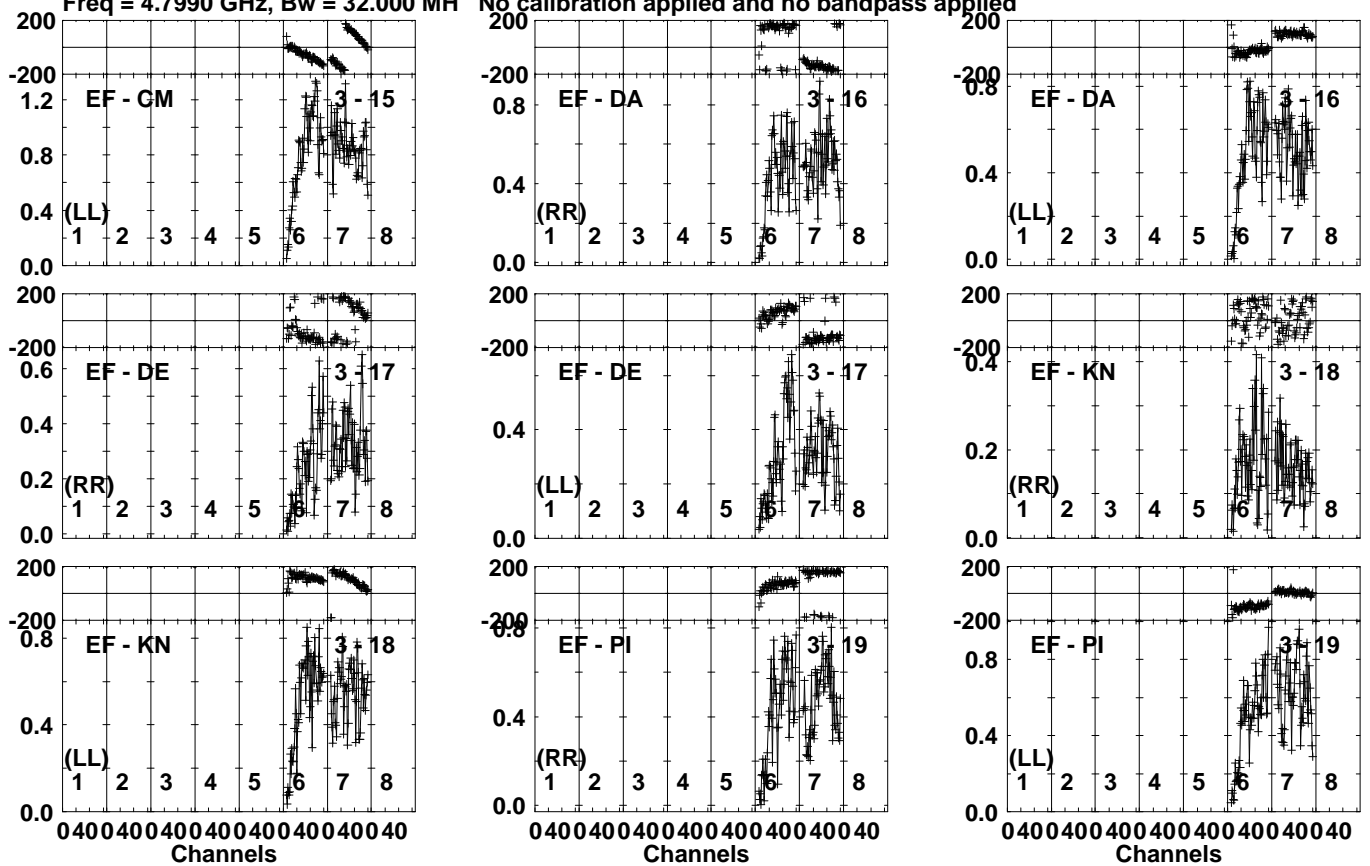 Freq = 4.7990 GHz, Bw = 32.000 MH No calibration applied and no bandpass applied
200 200 200
-200 -200 -200
EF - CM 3 - 15 EF - DA 3 - 16 EF - DA 3 - 16
1.2 0.8 0.8
0.8
0.4 0.4 0.4
(LL) (RR) (LL)
1 2 3 4 5 6 7 8 1 2 3 4 5 6 7 8 1 2 3 4 5 6 7 8
0.0 0.0 0.0
200 200 200
-200 -200 -200
EF - DE 3 - 17 EF - DE 3 - 17 EF - KN 3 - 18
0.6 0.4
0.4 0.4
0.2 0.2
(RR) (LL) (RR)
1 2 3 4 5 6 7 8 1 2 3 4 5 6 7 8 1 2 3 4 5 6 7 8
0.0 0.0 0.0
200 200 200
-200 -200 -200
EF - KN 3 - 18 EF - PI 3 - 19 EF - PI 3 - 19
0.8 0.8 0.8
0.4 0.4 0.4
(LL) (RR) (LL)
1 2 3 4 5 6 7 8 1 2 3 4 5 6 7 8 1 2 3 4 5 6 7 8
0.0 0.0 0.0
0 40 0 40 0 40 0 40 0 40 0 40 0 40 0 40 0 40 0 40 0 40 0 40 0 40 0 40 0 40 0 40 0 40 0 40 0 40 0 40 0 40 0 40 0 40 0 40
Channels Channels Channels